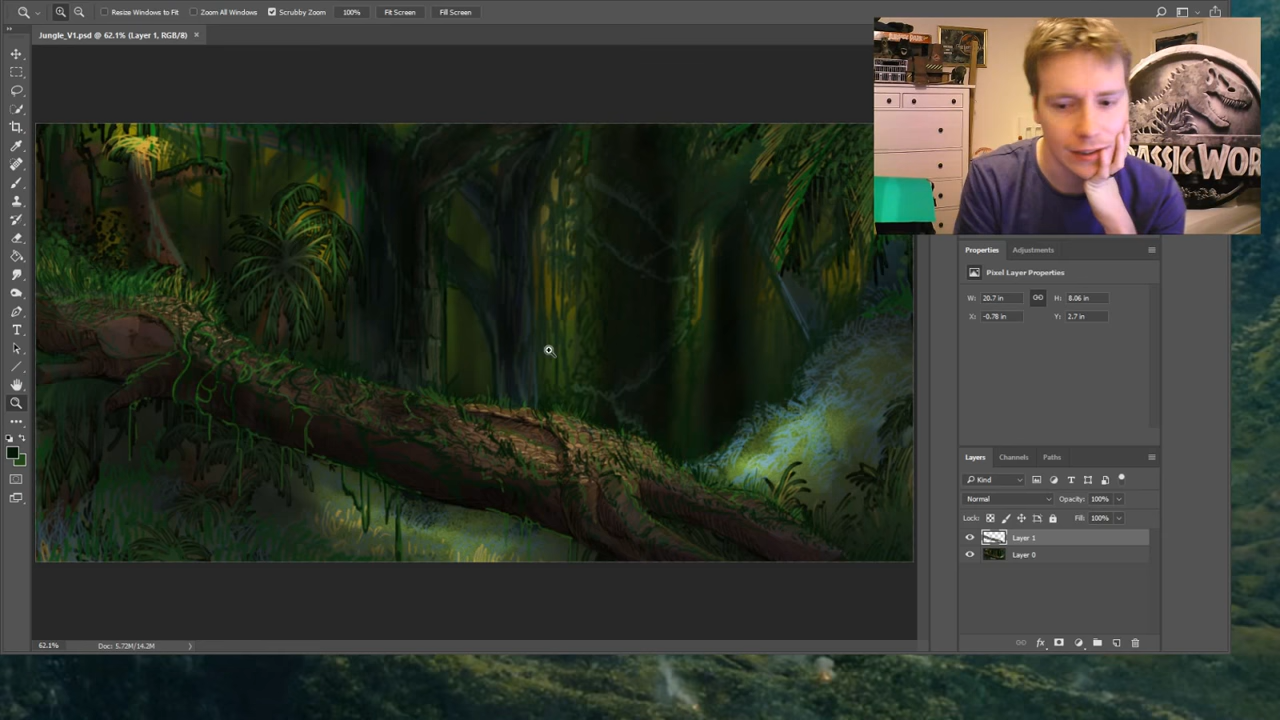 Resize Windows to Fit Zoom All Windows Scrubby Zoom 100% Fit Screen Fill Screen
Jungle_V1.psd @ 62.1% (Layer 1, RGB/8) ×
JURASSIC WORL
Properties Adjustments
Pixel Layer Properties
W: 20.7 in H: 8.06 in
X: -0.78 in Y: 2.7 in
Layers Channels Paths
Kind
Normal Opacity: 100%
Lock: Fill: 100%
Layer 1
Layer 0
62.1% Doc: 5.72M/14.2M